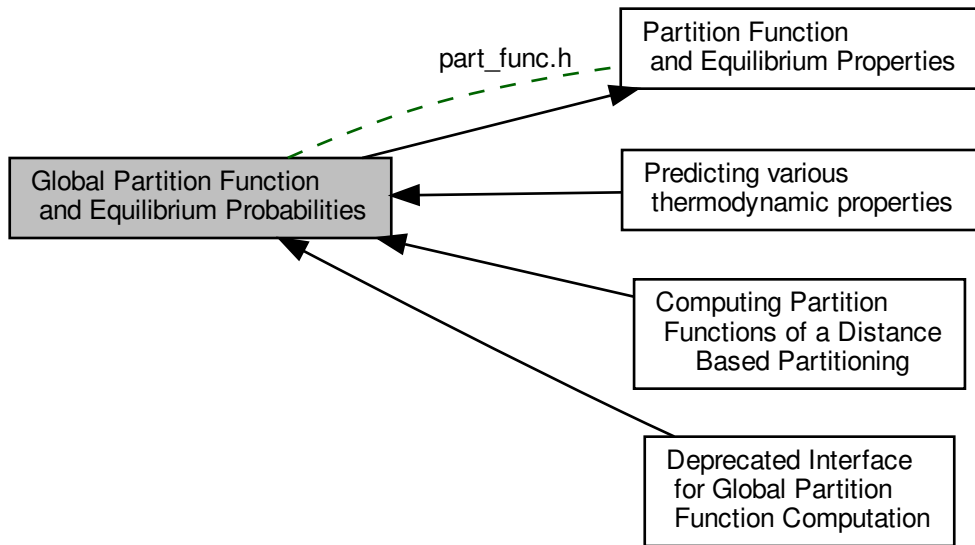 part_func.h
Partition Function
and Equilibrium Properties
Global Partition Function
and Equilibrium Probabilities
Predicting various
thermodynamic properties
Computing Partition
Functions of a Distance
Based Partitioning
Deprecated Interface
for Global Partition
Function Computation